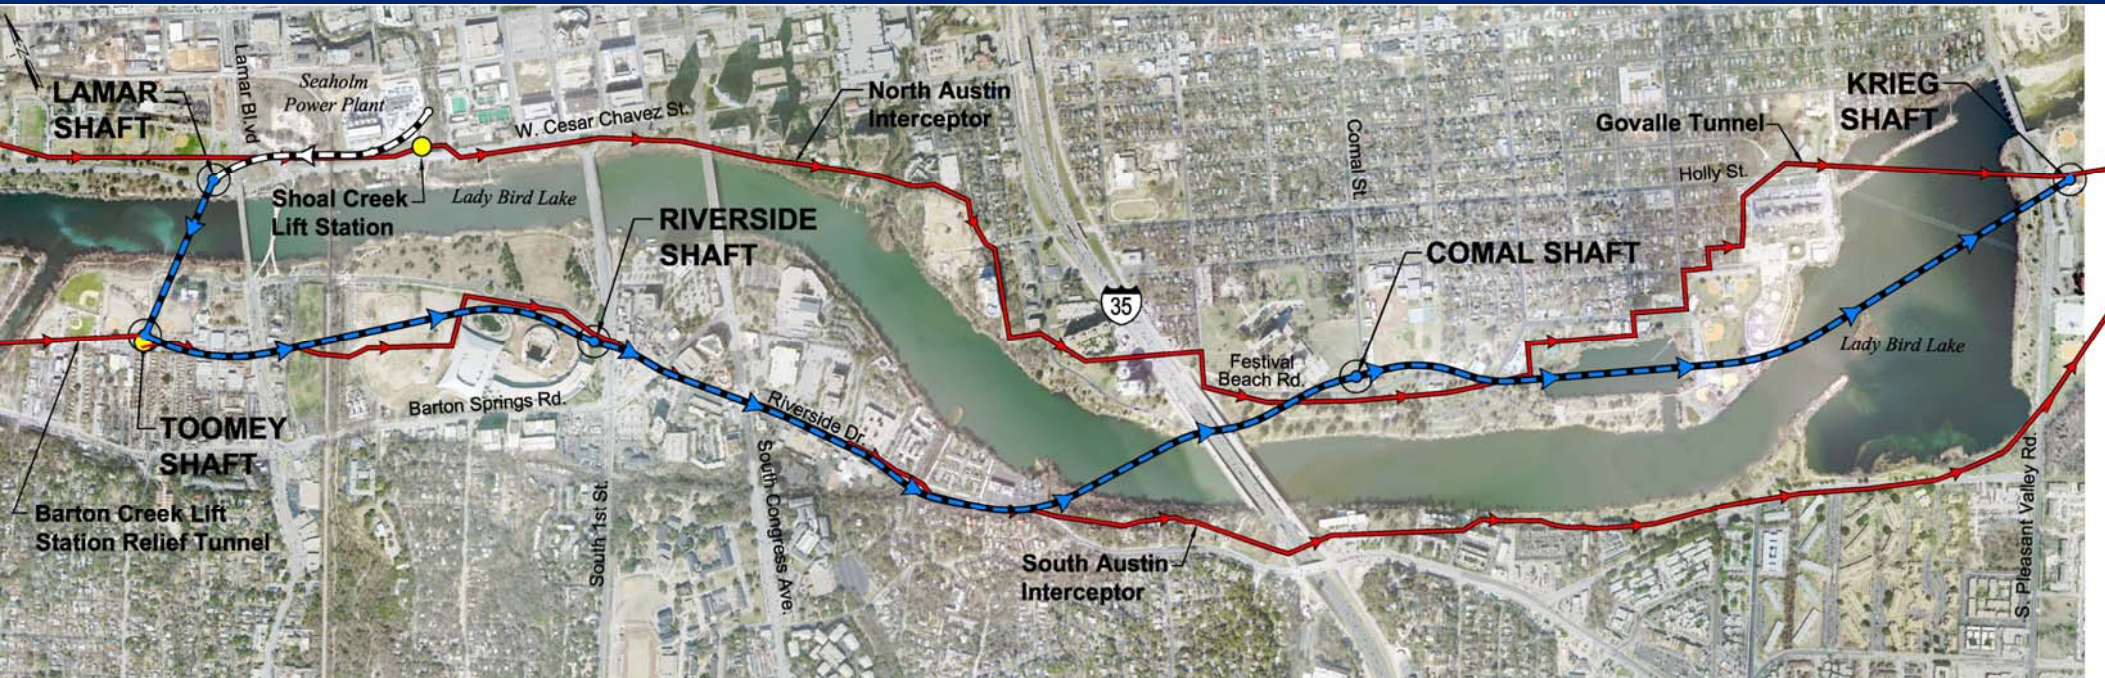 LAMAR
SHAFT
Lamar Bl.vd
Seaholm
Power Plant
W. Cesar Chavez St.
North Austin
Interceptor
Shoal Creek
Lift Station
Lady Bird Lake
RIVERSIDE
SHAFT
35
Comal St.
COMAL SHAFT
Festival
Beach Rd.
Govalle Tunnel
Holly St.
KRIEG
SHAFT
Lady Bird Lake
TOOMEY
SHAFT
Barton Springs Rd.
Riverside Dr.
Barton Creek Lift
Station Relief Tunnel
South 1st St.
South Congress Ave.
South Austin
Interceptor
S. Pleasant Valley Rd.